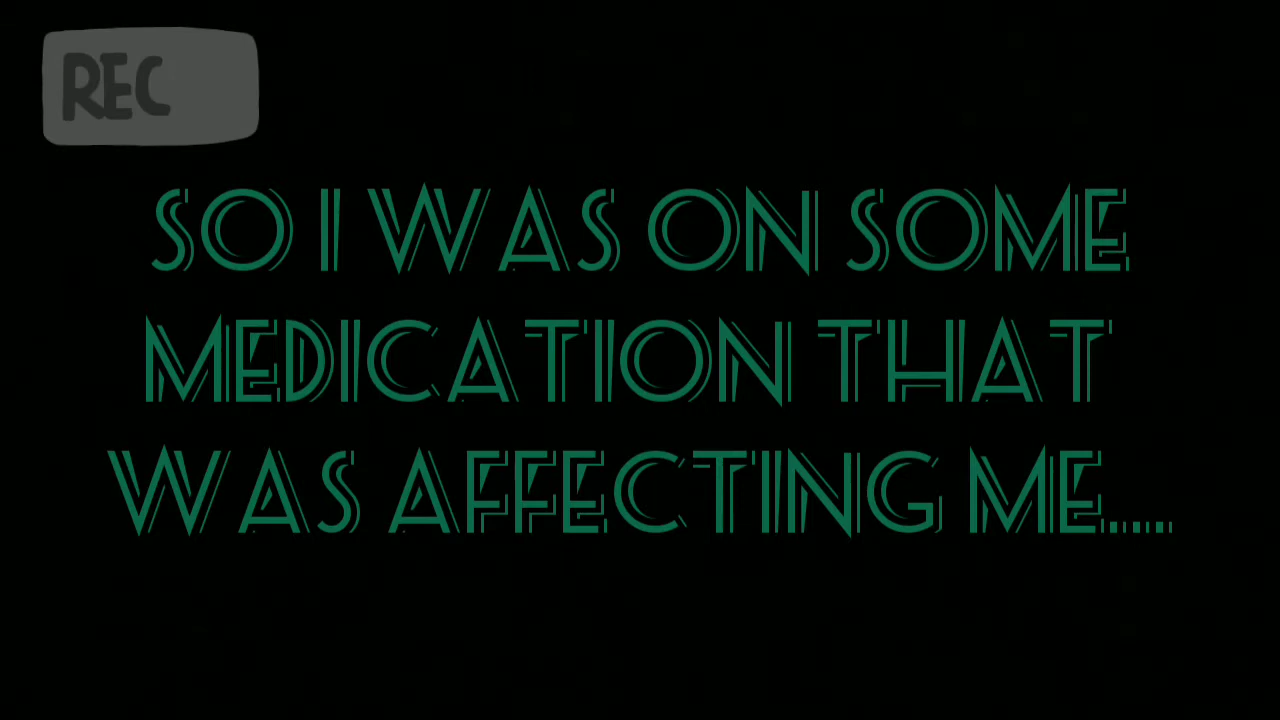 REC
SO I WAS ON SOME
MEDICATION THAT
WAS AFFECTING ME......